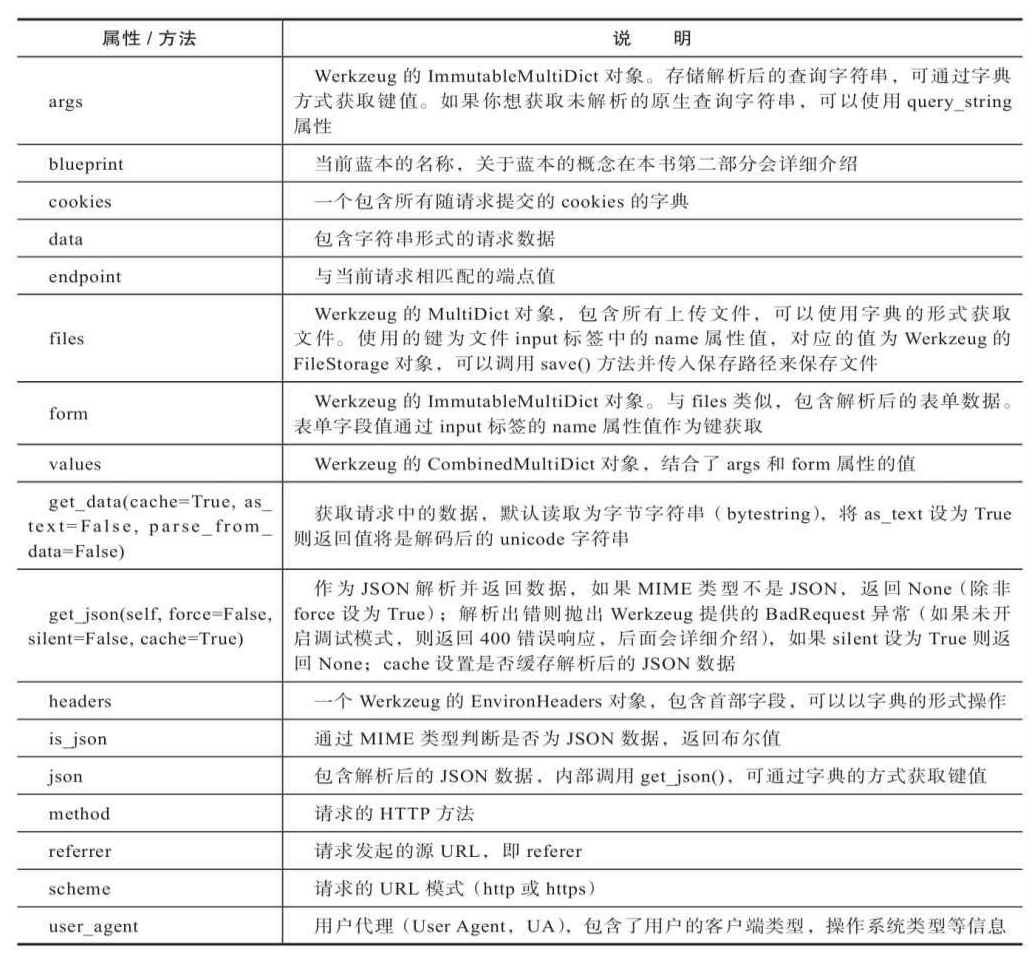 属性 / 方法
说 明
args
Werkzeug 的 ImmutableMultiDict 对象。存储解析后的查询字符串，可通过字典
方式获取键值。如果你想获取未解析的原生查询字符串，可以使用 query_string
属性
blueprint
当前蓝本的名称，关于蓝本的概念在本书第二部分会详细介绍
cookies
一个包含所有随请求提交的 cookies 的字典
data
包含字符串形式的请求数据
endpoint
与当前请求相匹配的端点值
files
Werkzeug 的 MultiDict 对象，包含所有上传文件，可以使用字典的形式获取
文件。使用的键为文件 input 标签中的 name 属性值，对应的值为 Werkzeug 的
FileStorage 对象，可以调用 save() 方法并传入保存路径来保存文件
form
Werkzeug 的 ImmutableMultiDict 对象。与 files 类似，包含解析后的表单数据。
表单字段值通过 input 标签的 name 属性值作为键获取
values
Werkzeug 的 CombinedMultiDict 对象，结合了 args 和 form 属性的值
get_data(cache=True, as_
text=False, parse_from_
data=False)
获取请求中的数据，默认读取为字节字符串（bytestring），将 as_text 设为 True
则返回值将是解码后的 unicode 字符串
get_json(self, force=False,
silent=False, cache=True)
作为 JSON 解析并返回数据，如果 MIME 类型不是 JSON，返回 None（除非
force 设为 True）；解析出错则抛出 Werkzeug 提供的 BadRequest 异常（如果未开
启调试模式，则返回 400 错误响应，后面会详细介绍），如果 silent 设为 True 则返
回 None；cache 设置是否缓存解析后的 JSON 数据
headers
一个 Werkzeug 的 EnvironHeaders 对象，包含首部字段，可以以字典的形式操作
is_json
通过 MIME 类型判断是否为 JSON 数据，返回布尔值
json
包含解析后的 JSON 数据，内部调用 get_json()，可通过字典的方式获取键值
method
请求的 HTTP 方法
referrer
请求发起的源 URL，即 referer
scheme
请求的 URL 模式（http 或 https）
user_agent
用户代理（User Agent，UA），包含了用户的客户端类型，操作系统类型等信息